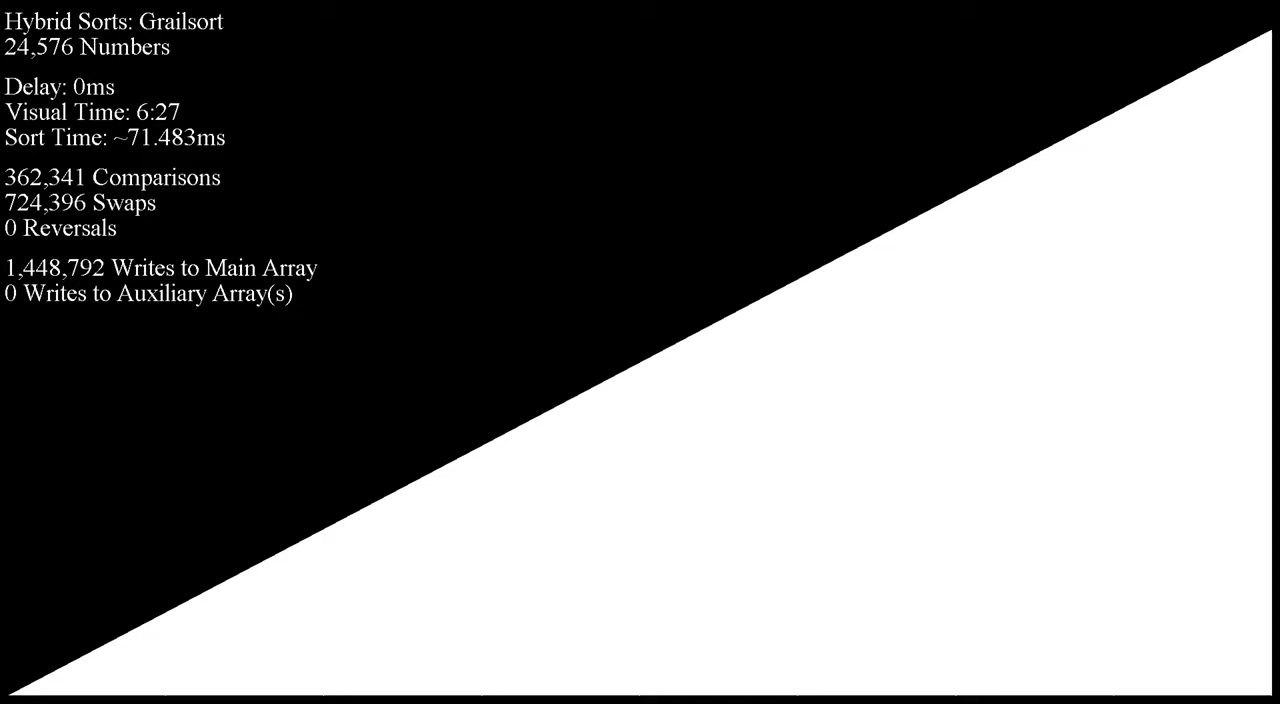 Hybrid Sorts: Grailsort
24,576 Numbers
Delay: 0ms
Visual Time: 6:27
Sort Time: ~71.483ms
362,341 Comparisons
724,396 Swaps
0 Reversals
1,448,792 Writes to Main Array
0 Writes to Auxiliary Array(s)